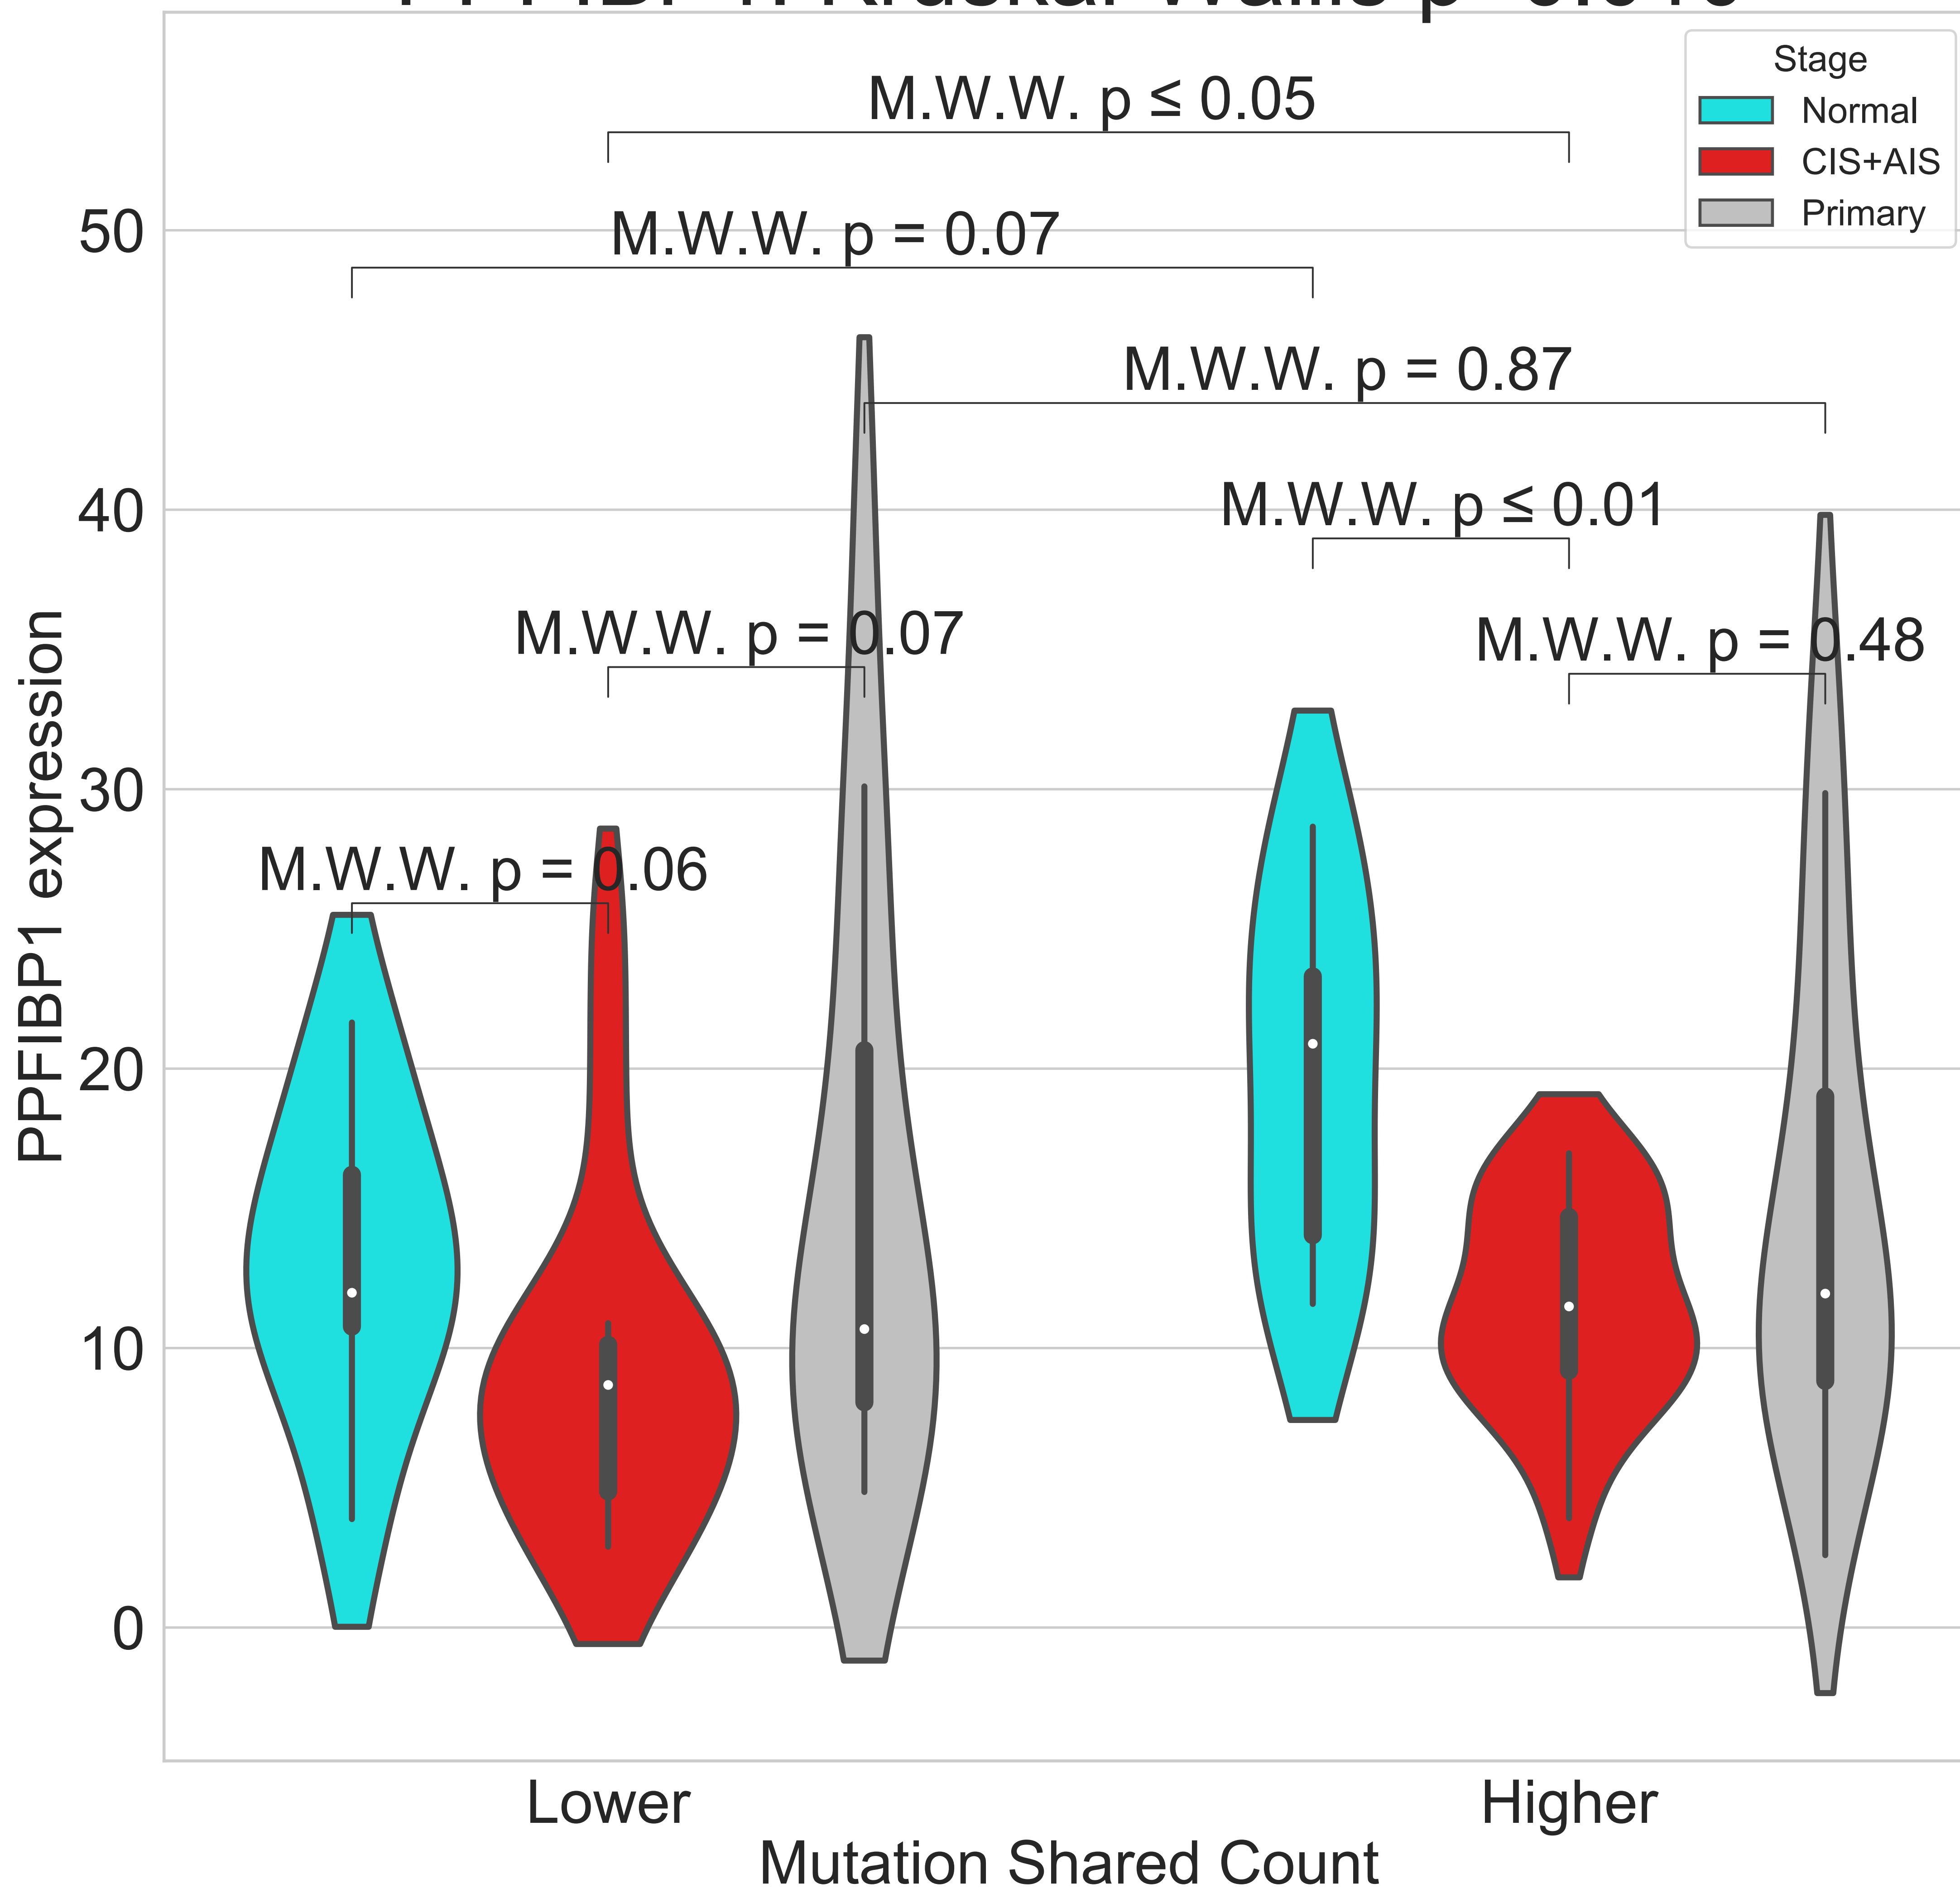 Stage
Normal
CIS+AIS
Primary
M.W.W. p ≤ 0.05
M.W.W. p = 0.07
M.W.W. p = 0.87
M.W.W. p ≤ 0.01
M.W.W. p = 0.07
M.W.W. p = 0.48
M.W.W. p = 0.06
50
40
30
20
10
0
PPFIBP1 expression
Lower
Higher
Mutation Shared Count